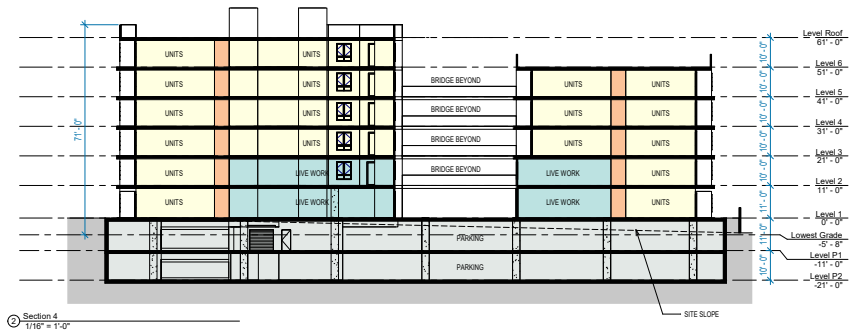 Level Roof
61' - 0"
10' - 0"
UNITS
UNITS
Level 6
51' - 0"
10' - 0"
UNITS
UNITS
BRIDGE BEYOND
UNITS
UNITS
Level 5
41' - 0"
10' - 0"
UNITS
UNITS
BRIDGE BEYOND
UNITS
UNITS
Level 4
31' - 0"
71' - 0"
10' - 0"
UNITS
UNITS
BRIDGE BEYOND
UNITS
UNITS
Level 3
21' - 0"
10' - 0"
UNITS
LIVE WORK
BRIDGE BEYOND
LIVE WORK
UNITS
Level 2
11' - 0"
11' - 0"
UNITS
LIVE WORK
LIVE WORK
UNITS
Level 1
0' - 0"
11' - 0"
PARKING
Lowest Grade
-5' - 8"
Level P1
-11' - 0"
10' - 0"
PARKING
Level P2
-21' - 0"
SITE SLOPE
2
Section 4
1/16" = 1'-0"